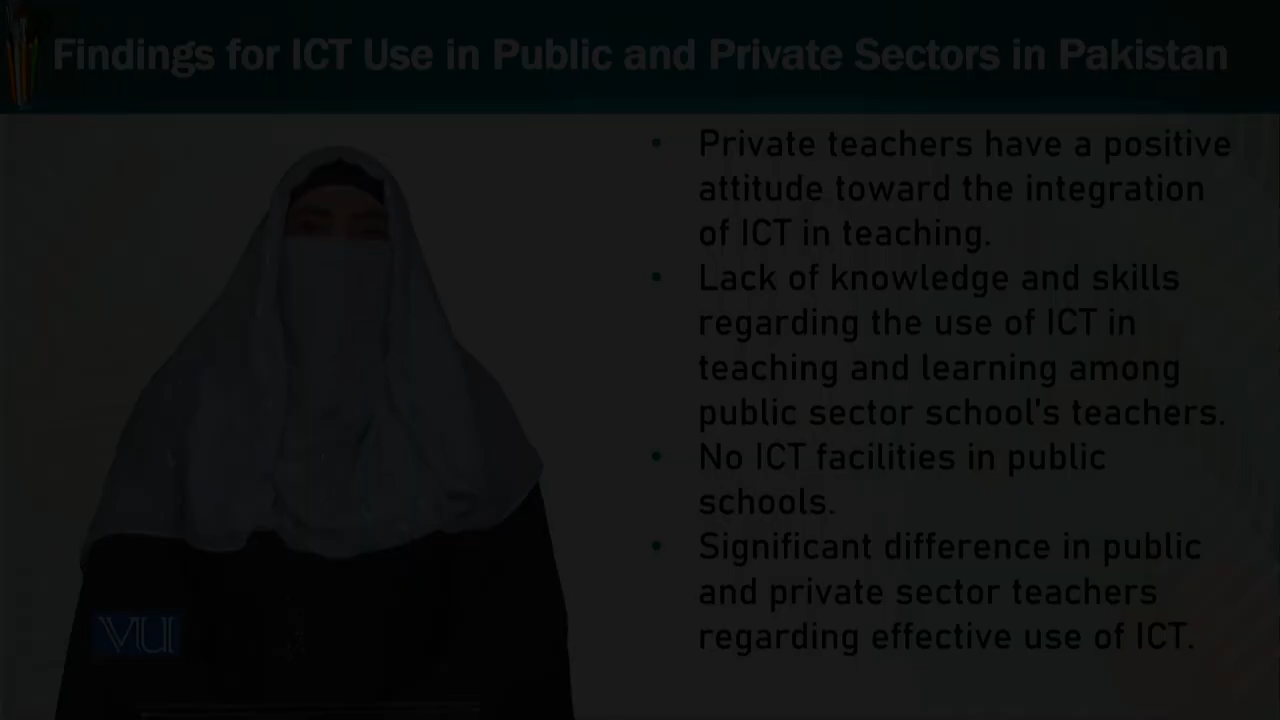 Findings for ICT Use in Public and Private Sectors in Pakistan
• Private teachers have a positive
attitude toward the integration
of ICT in teaching.
• Lack of knowledge and skills
regarding the use of ICT in
teaching and learning among
public sector school's teachers.
• No ICT facilities in public
schools.
• Significant difference in public
and private sector teachers
regarding effective use of ICT.
VU